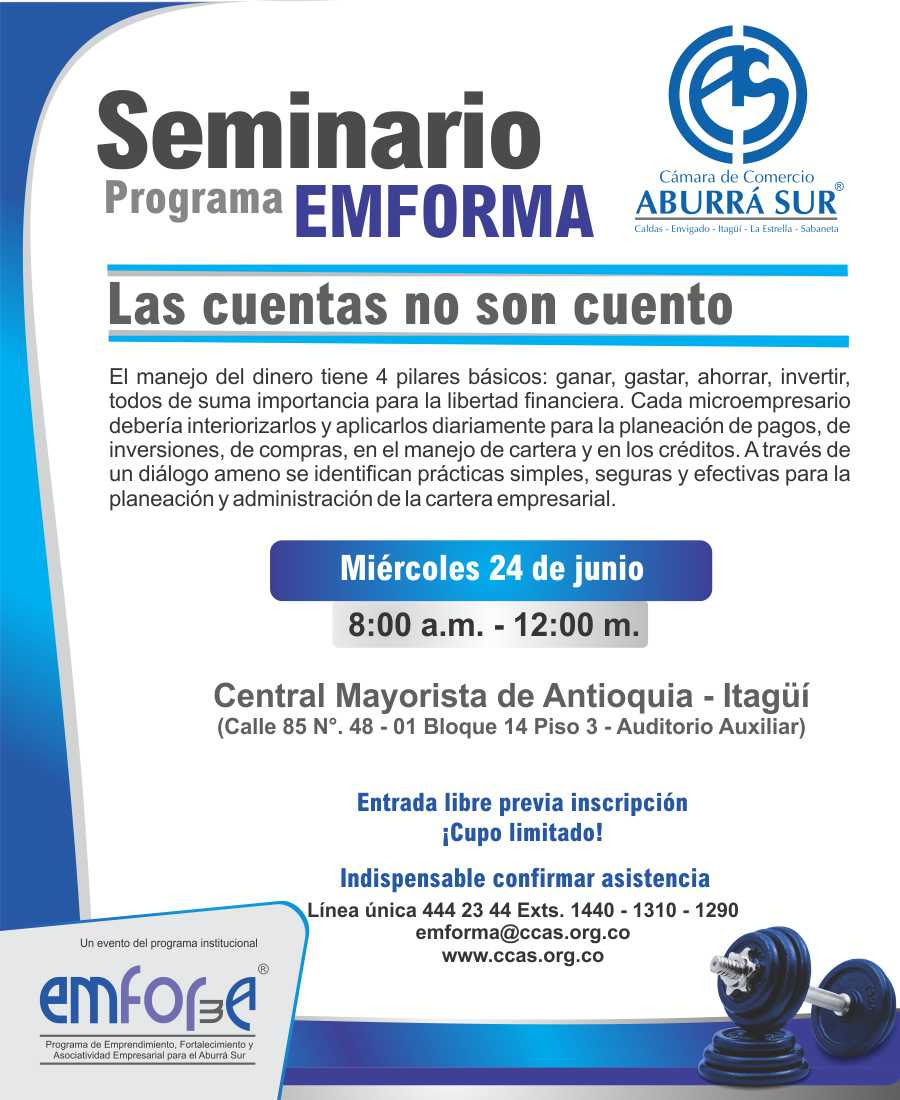 Seminario
Programa EMFORMA
AS
Cámara de Comercio
ABURRÁ SUR®
Caldas - Envigado - Itagüí - La Estrella - Sabaneta
Las cuentas no son cuento
El manejo del dinero tiene 4 pilares básicos: ganar, gastar, ahorrar, invertir,
todos de suma importancia para la libertad financiera. Cada microempresario
debería interiorizarlos y aplicarlos diariamente para la planeación de pagos, de
inversiones, de compras, en el manejo de cartera y en los créditos. A través de
un diálogo ameno se identifican prácticas simples, seguras y efectivas para la
planeación y administración de la cartera empresarial.
Miércoles 24 de junio
8:00 a.m. - 12:00 m.
Central Mayorista de Antioquia - Itagüí
(Calle 85 N°. 48 - 01 Bloque 14 Piso 3 - Auditorio Auxiliar)
Entrada libre previa inscripción
¡Cupo limitado!
Indispensable confirmar asistencia
Línea única 444 23 44 Exts. 1440 - 1310 - 1290
emforma@ccas.org.co
www.ccas.org.co
Un evento del programa institucional
emforma®
Programa de Emprendimiento, Fortalecimiento y
Asociatividad Empresarial para el Aburrá Sur